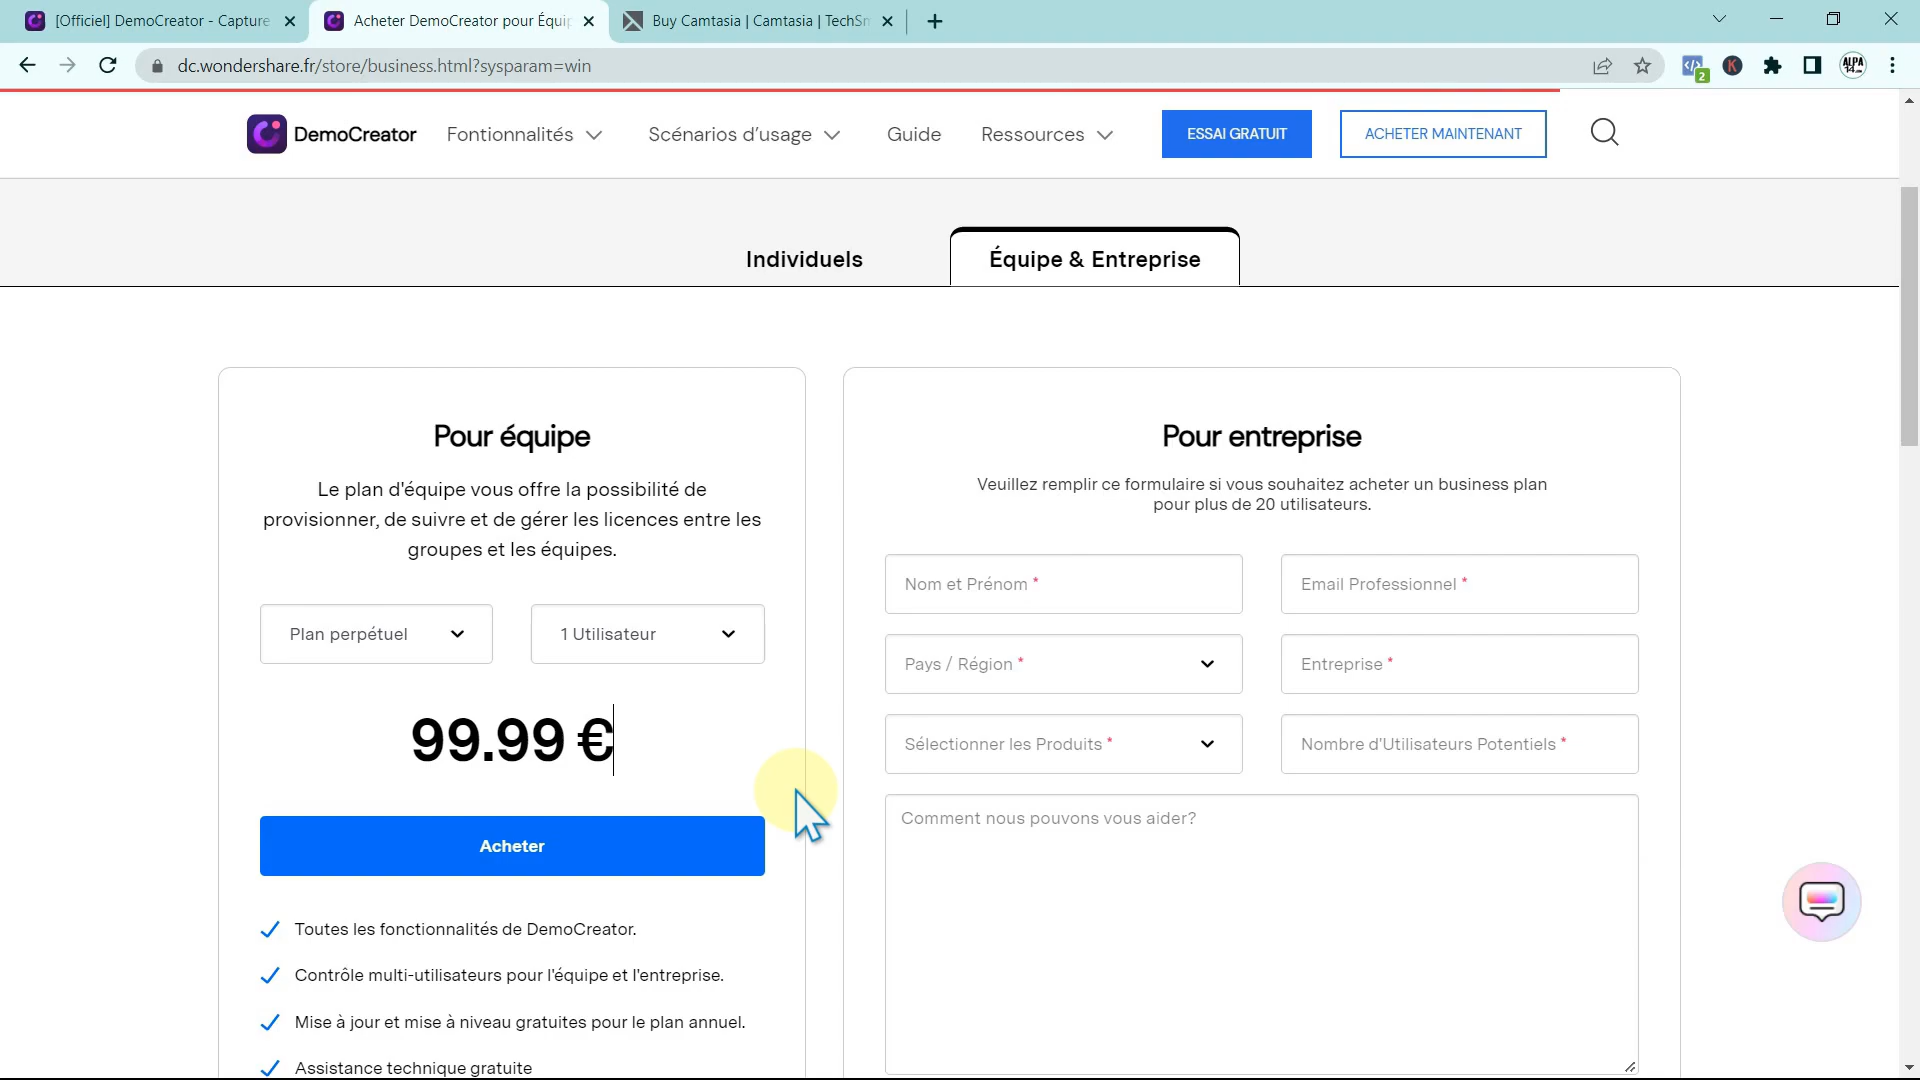 [Officiel] DemoCreator - Capture
Acheter DemoCreator pour Équip
Buy Camtasia | Camtasia | TechSm
dc.wondershare.fr/store/business.html?sysparam=win
2
K
ALPA
DemoCreator
Fontionnalités
Scénarios d'usage
Guide
Ressources
ESSAI GRATUIT
ACHETER MAINTENANT
Individuels
Équipe & Entreprise
Pour équipe
Le plan d'équipe vous offre la possibilité de
provisionner, de suivre et de gérer les licences entre les
groupes et les équipes.
Plan perpétuel
1 Utilisateur
99.99 €
Acheter
Toutes les fonctionnalités de DemoCreator.
Contrôle multi-utilisateurs pour l'équipe et l'entreprise.
Mise à jour et mise à niveau gratuites pour le plan annuel.
Assistance technique gratuite
Pour entreprise
Veuillez remplir ce formulaire si vous souhaitez acheter un business plan
pour plus de 20 utilisateurs.
Nom et Prénom *
Email Professionnel *
Pays / Région *
Entreprise *
Sélectionner les Produits *
Nombre d'Utilisateurs Potentiels *
Comment nous pouvons vous aider?